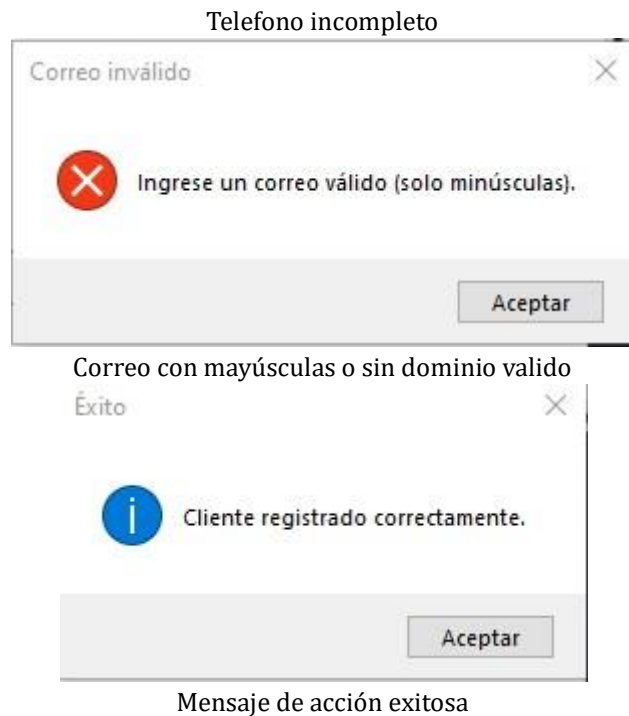 Telefono incompleto
Correo inválido
Ingrese un correo válido (solo minúsculas).
Aceptar
Correo con mayúsculas o sin dominio valido
Éxito
Cliente registrado correctamente.
Aceptar
Mensaje de acción exitosa